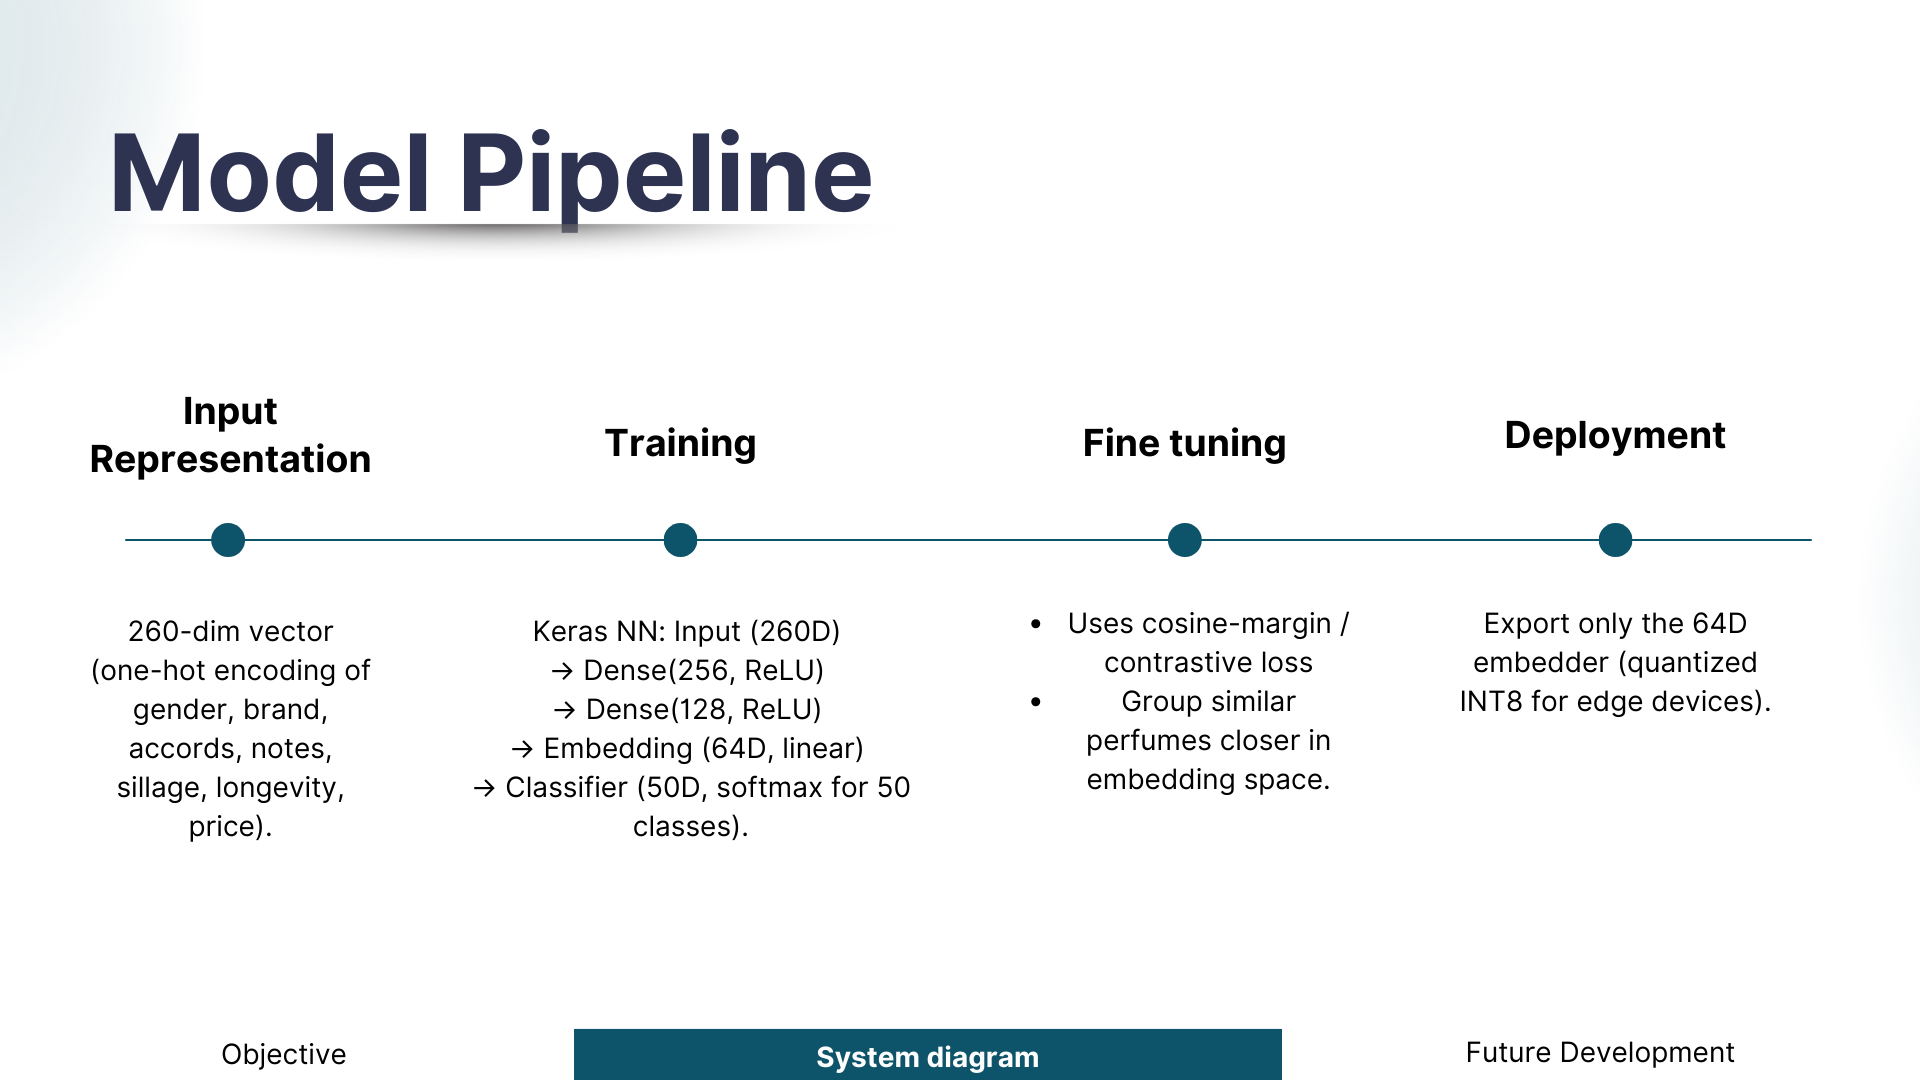 Model Pipeline
Input
Representation
260-dim vector
(one-hot encoding of
gender, brand,
accords, notes,
sillage, longevity,
price).
Training
Keras NN: Input (260D)
→ Dense(256, ReLU)
→ Dense(128, ReLU)
→ Embedding (64D, linear)
→ Classifier (50D, softmax for 50
classes).
Fine tuning
• Uses cosine-margin /
contrastive loss
• Group similar
perfumes closer in
embedding space.
Deployment
Export only the 64D
embedder (quantized
INT8 for edge devices).
Objective
System diagram
Future Development